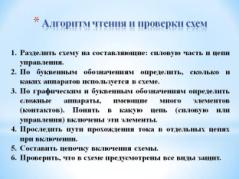 * Алгоритм чтения и проверки схем
1. Разделить схему на составляющие: силовую часть и цепи
управления.
2. По буквенным обозначениям определить, сколько и
каких аппаратов используется в схеме.
3. По графическим и буквенным обозначениям определить
сложные аппараты, имеющие много элементов
(контактов). Понять в какую цепь (силовую или
управления) включены эти элементы.
4. Проследить пути прохождения тока в отдельных цепях
при включении.
5. Составить цепочку включения схемы.
6. Проверить, что в схеме предусмотрены все виды защит.